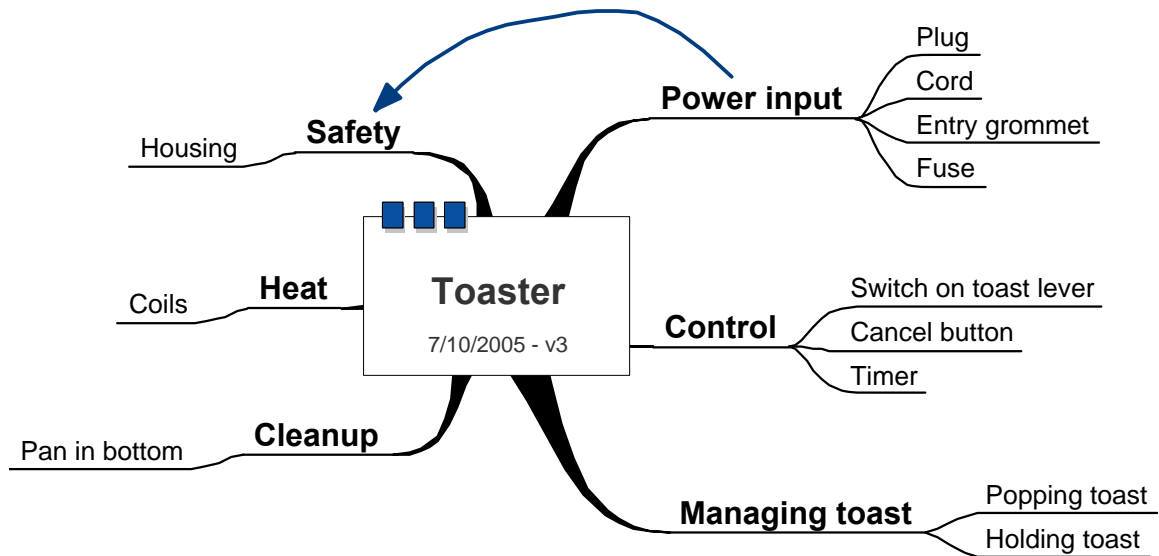 Toaster
7/10/2005 - v3
Power input
Plug
Cord
Entry grommet
Fuse
Control
Switch on toast lever
Cancel button
Timer
Managing toast
Popping toast
Holding toast
Cleanup
Pan in bottom
Heat
Coils
Safety
Housing